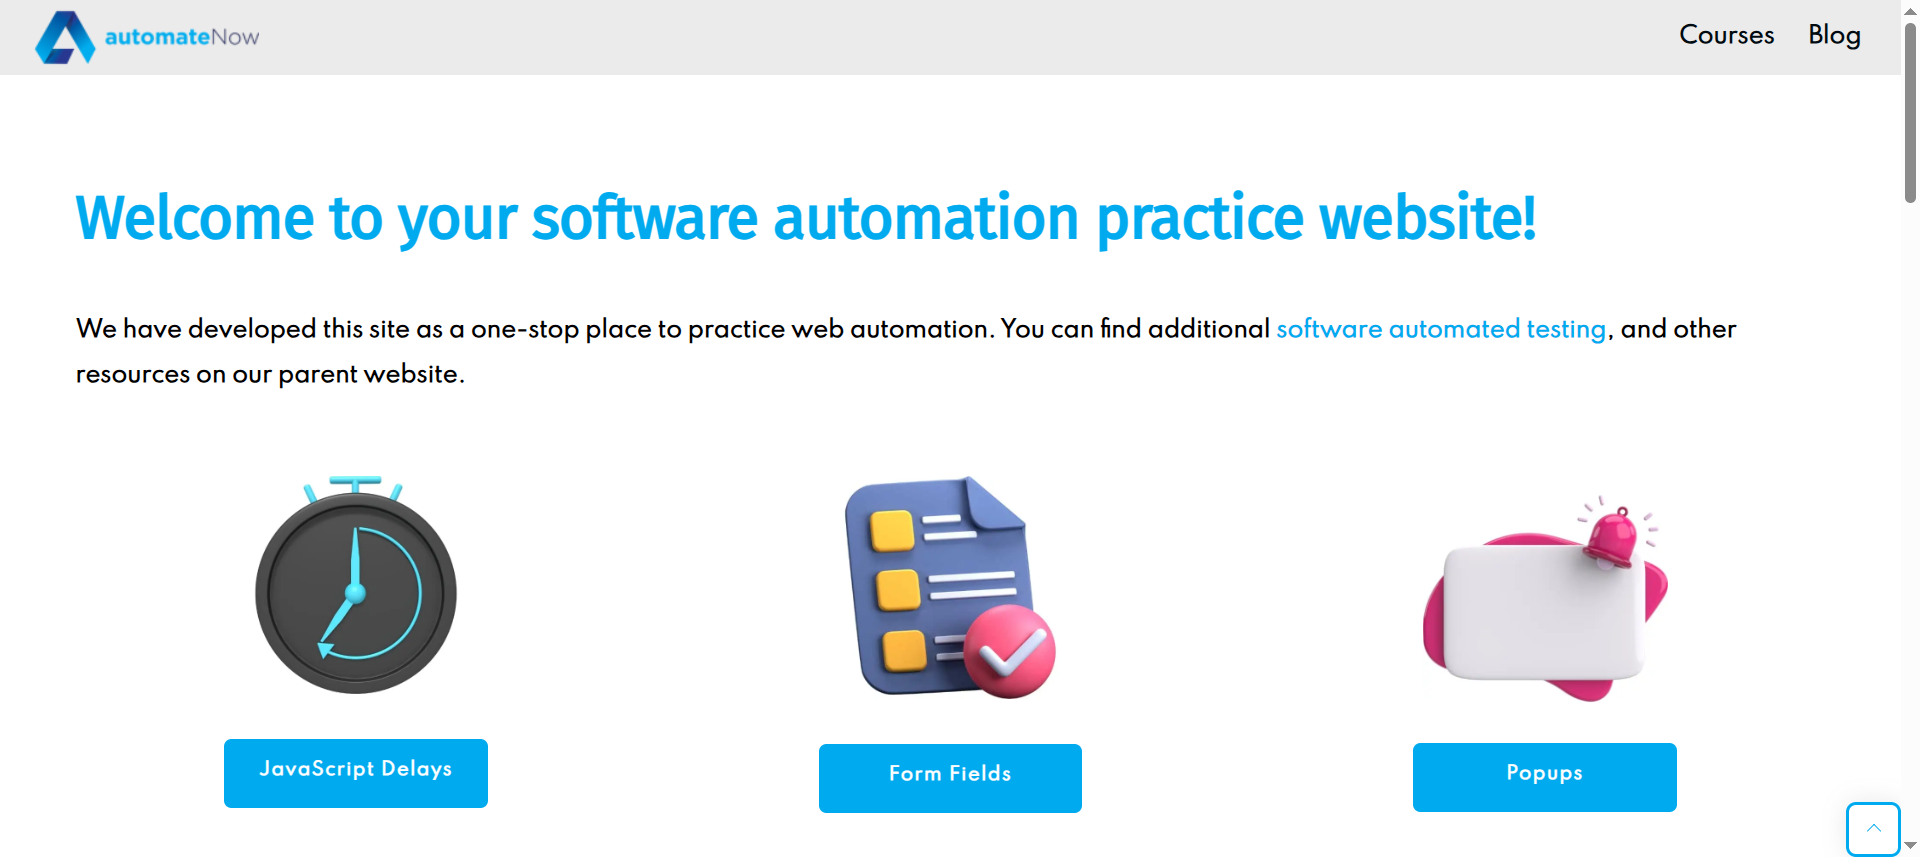 automateNow
Courses Blog
Welcome to your software automation practice website!
We have developed this site as a one-stop place to practice web automation. You can find additional software automated testing, and other
resources on our parent website.
JavaScript Delays
Form Fields
Popups